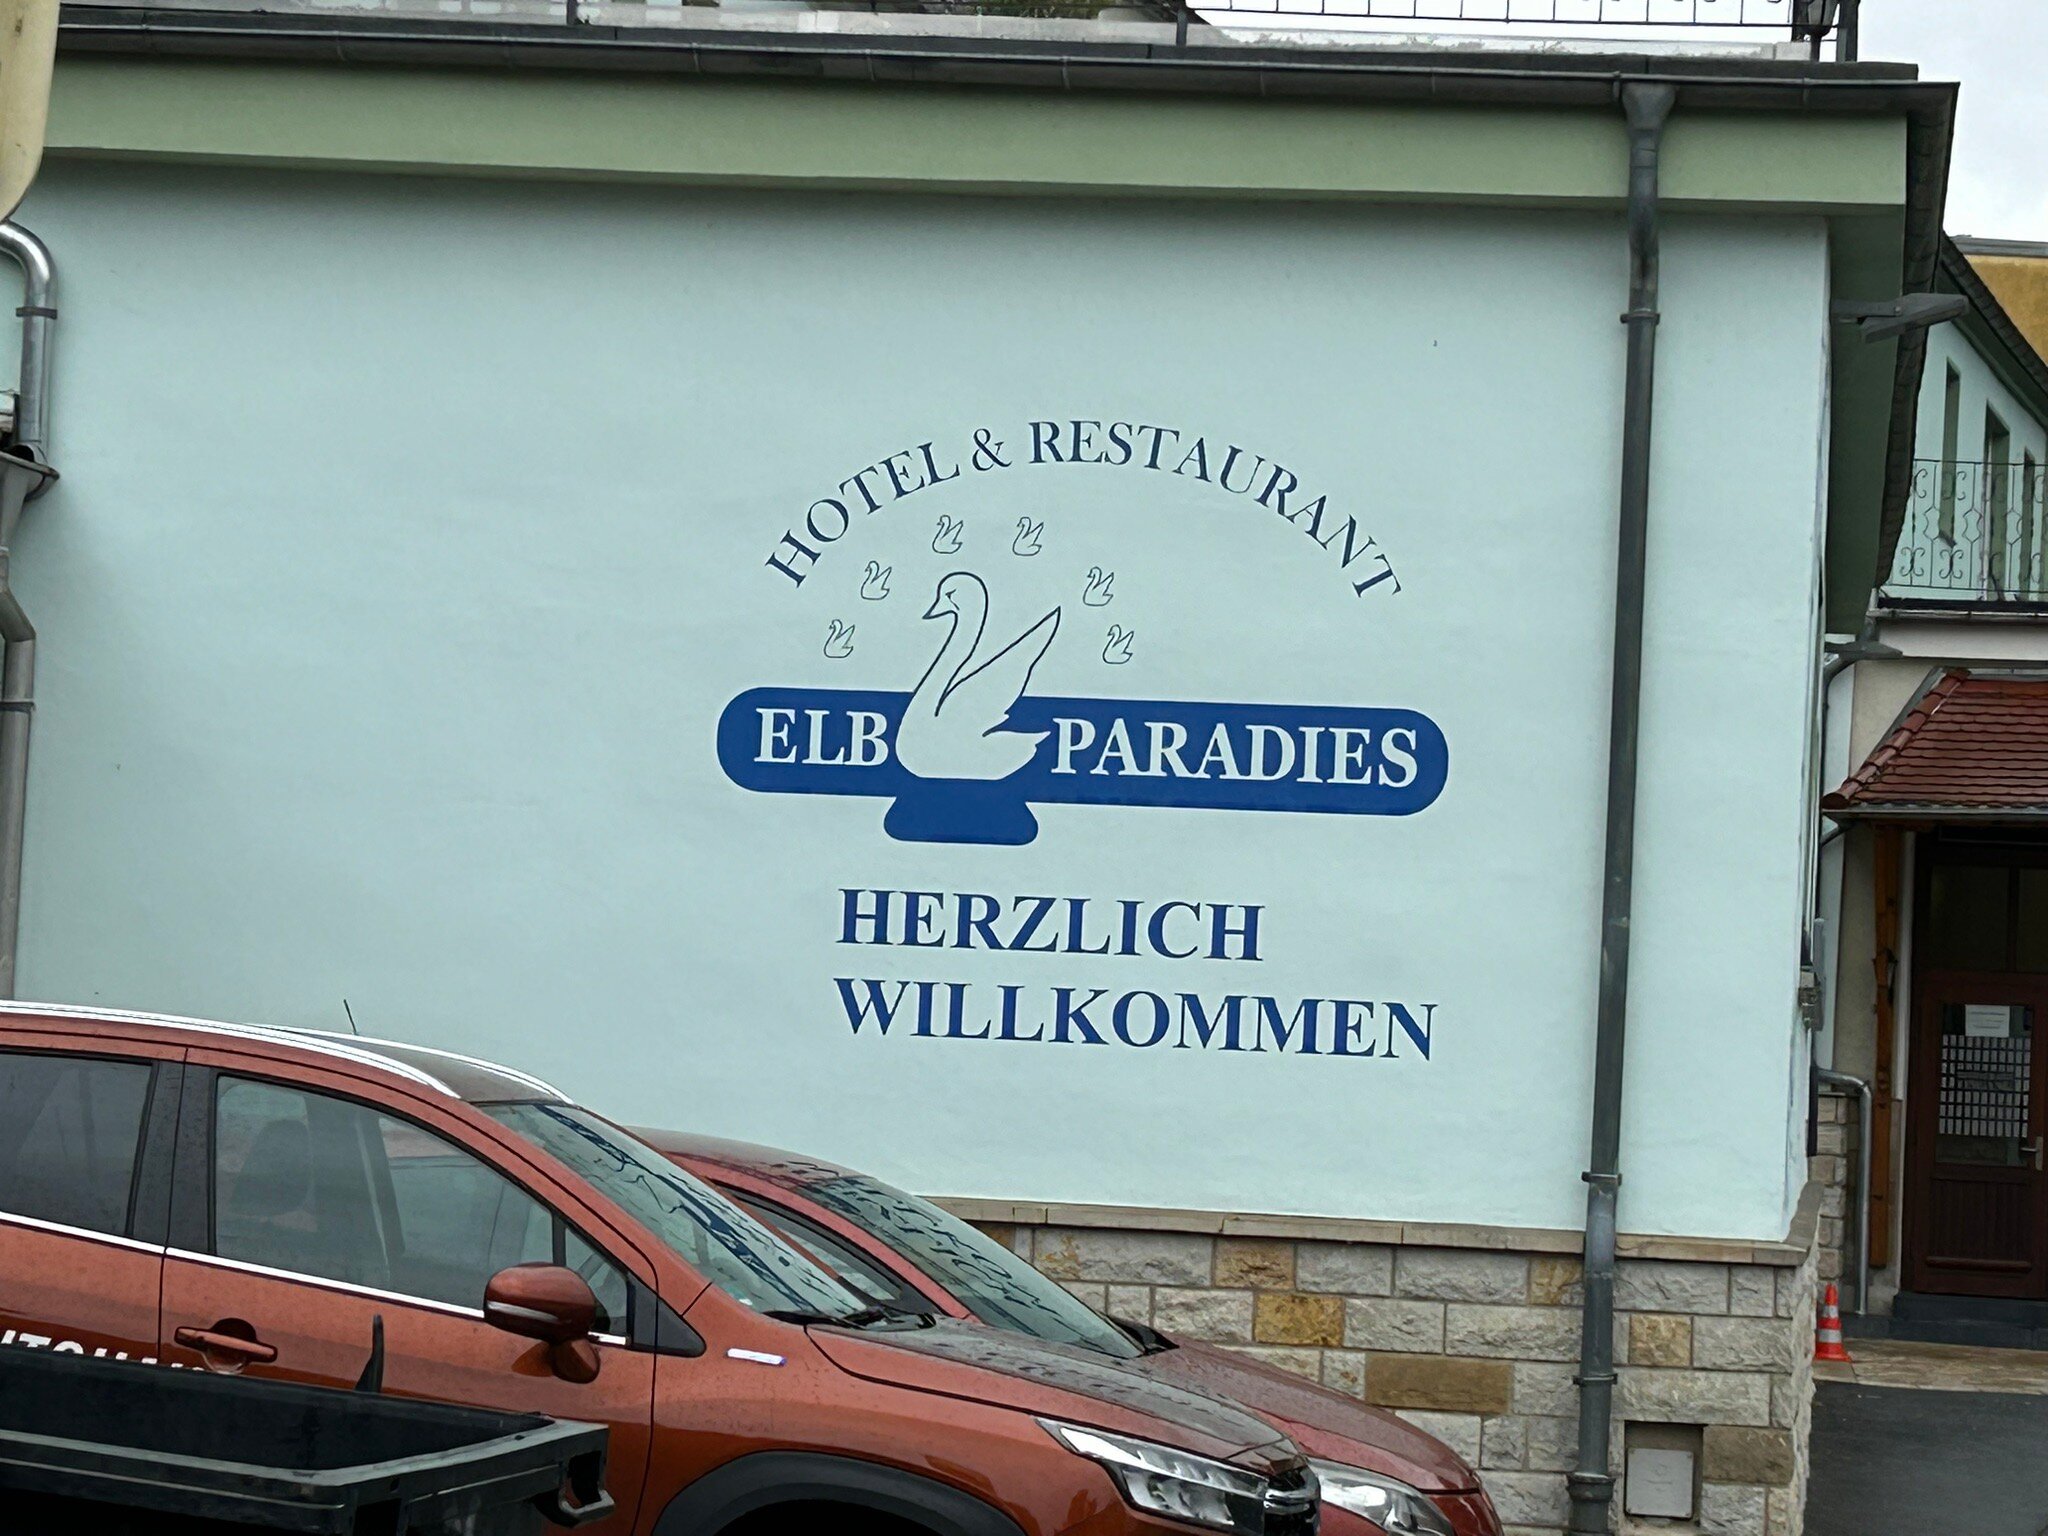 HOTEL & RESTAURANT
ELB PARADIES
HERZLICH
WILLKOMMEN